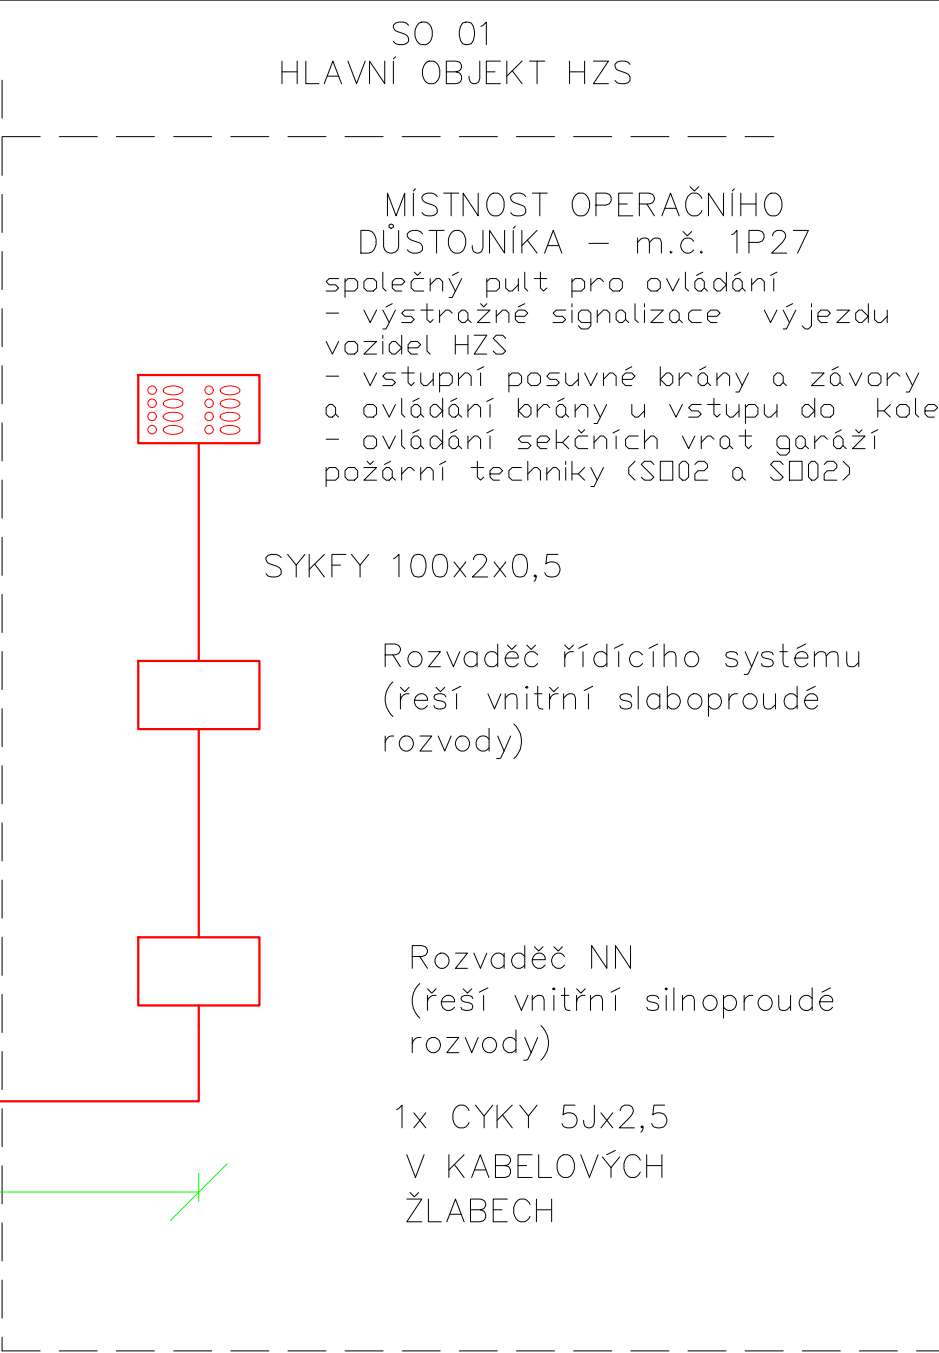 SO 01
HLAVNÍ OBJEKT HZS
MÍSTNOST OPERAČNÍHO
DŮSTOJNÍKA – m.č. 1P27
společný pult pro ovládání
- výstražné signalizace výjezdu
vozidel HZS
- vstupní posuvné brány a závory
a ovládání brány u vstupu do kole
- ovládání sekčních vrat garáží
požární techniky (S□02 a S□02)
SYKFY 100x2x0,5
Rozvaděč řídícího systému
(řeší vnitřní slaboproudé
rozvody)
Rozvaděč NN
(řeší vnitřní silnoproudé
rozvody)
1x CYKY 5Jx2,5
V KABELOVÝCH
ŽLABECH